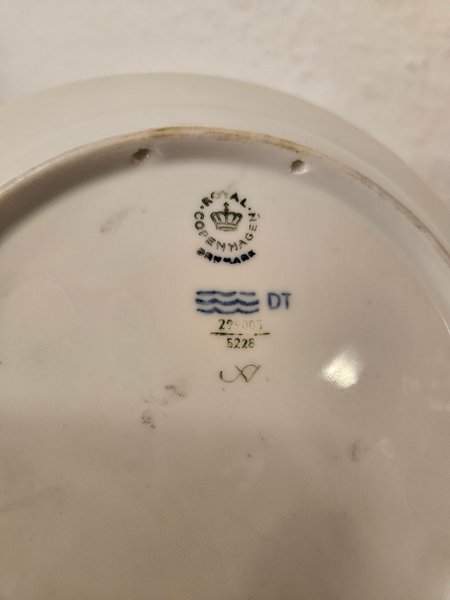 ROYAL
COPENHAGEN
DENMARK
DT
5228